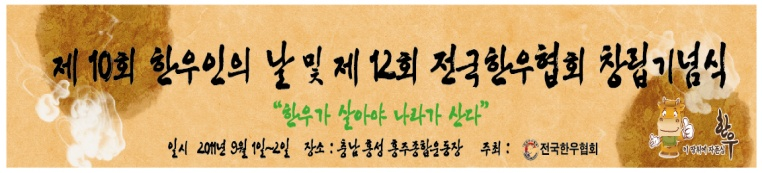 제 10회 한우인의 날 및 제 12회 전국한우협회 창립기념식
“한우가 살아야 나라가 산다”
일시 2011년 9월 1일~2일 장소 : 충남 홍성 홍주종합운동장 주최 : 전국한우협회
한우